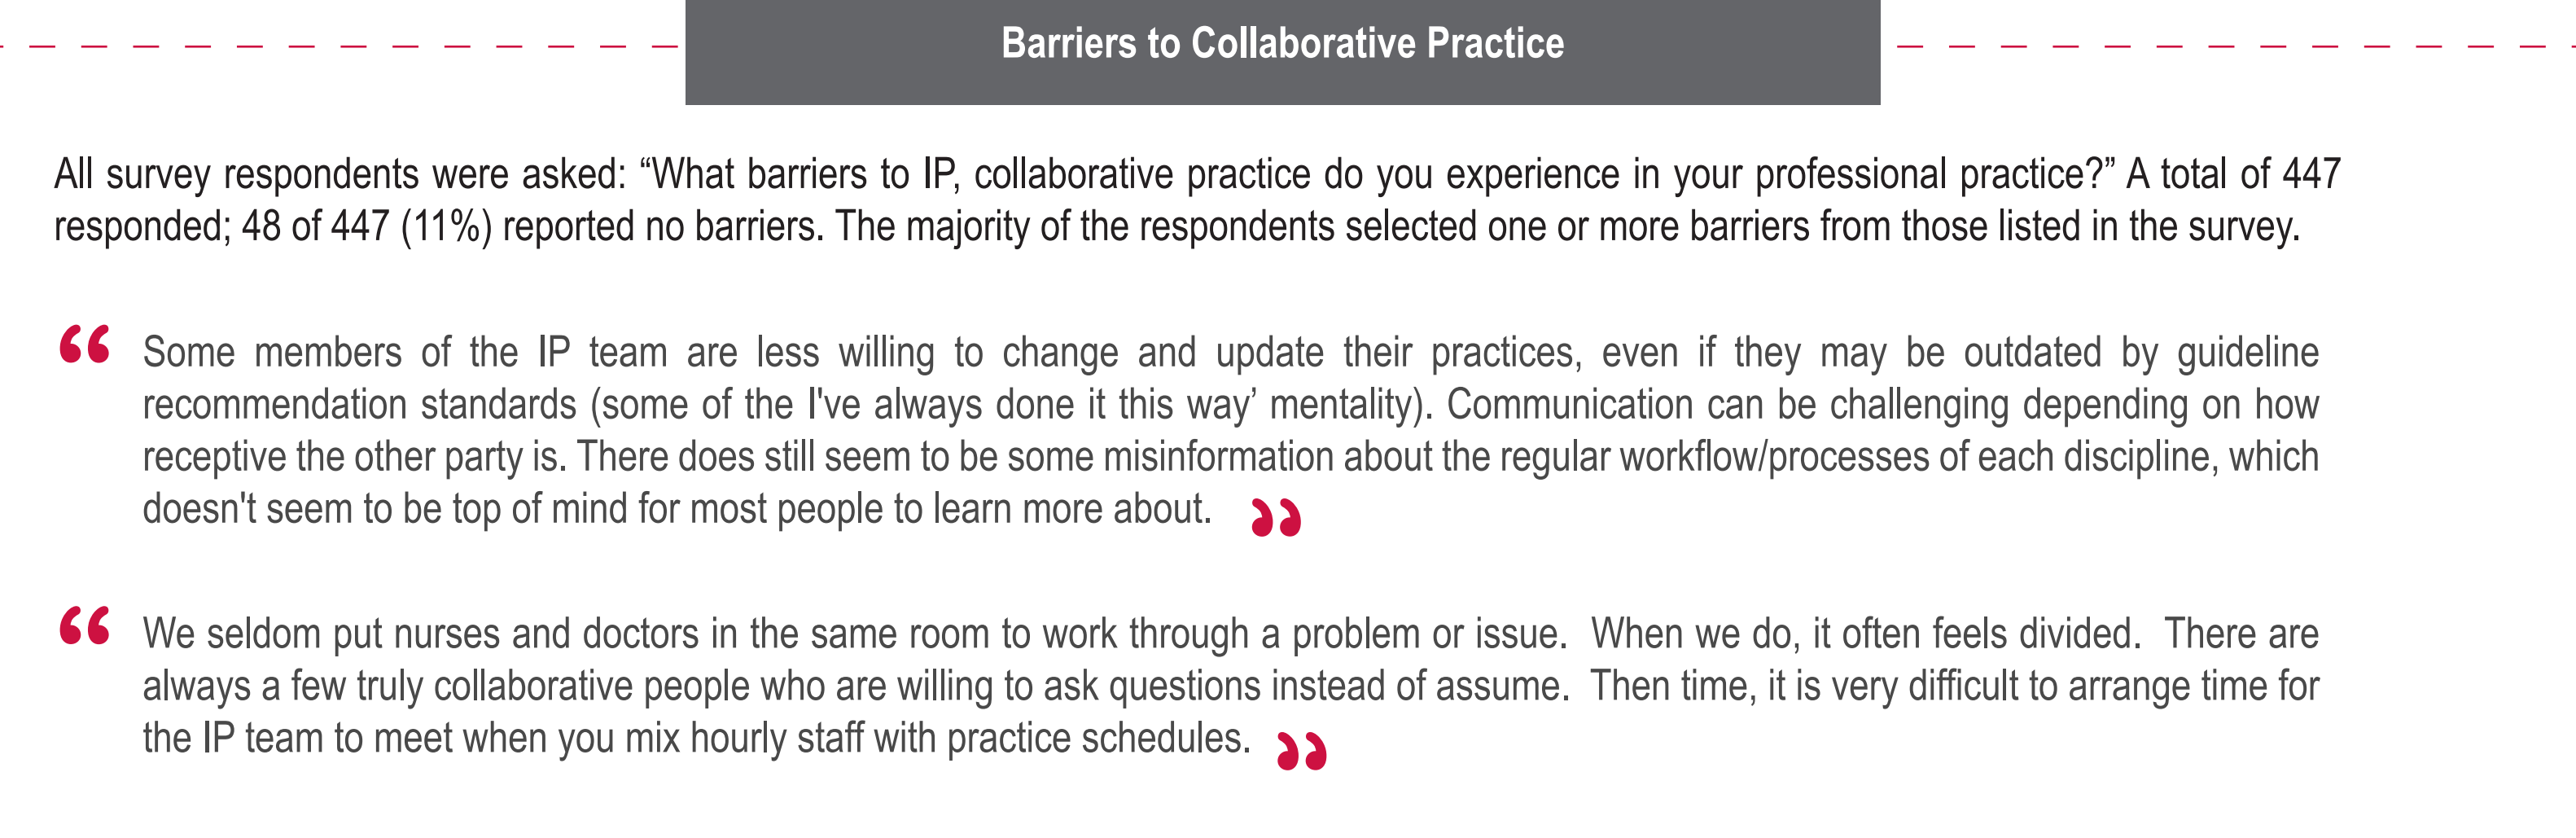 Barriers to Collaborative Practice
All survey respondents were asked: “What barriers to IP, collaborative practice do you experience in your professional practice?” A total of 447
responded; 48 of 447 (11%) reported no barriers. The majority of the respondents selected one or more barriers from those listed in the survey.
“ Some members of the IP team are less willing to change and update their practices, even if they may be outdated by guideline
recommendation standards (some of the I've always done it this way’ mentality). Communication can be challenging depending on how
receptive the other party is. There does still seem to be some misinformation about the regular workflow/processes of each discipline, which
doesn't seem to be top of mind for most people to learn more about. ”
“ We seldom put nurses and doctors in the same room to work through a problem or issue.  When we do, it often feels divided.  There are
always a few truly collaborative people who are willing to ask questions instead of assume.  Then time, it is very difficult to arrange time for
the IP team to meet when you mix hourly staff with practice schedules. ”